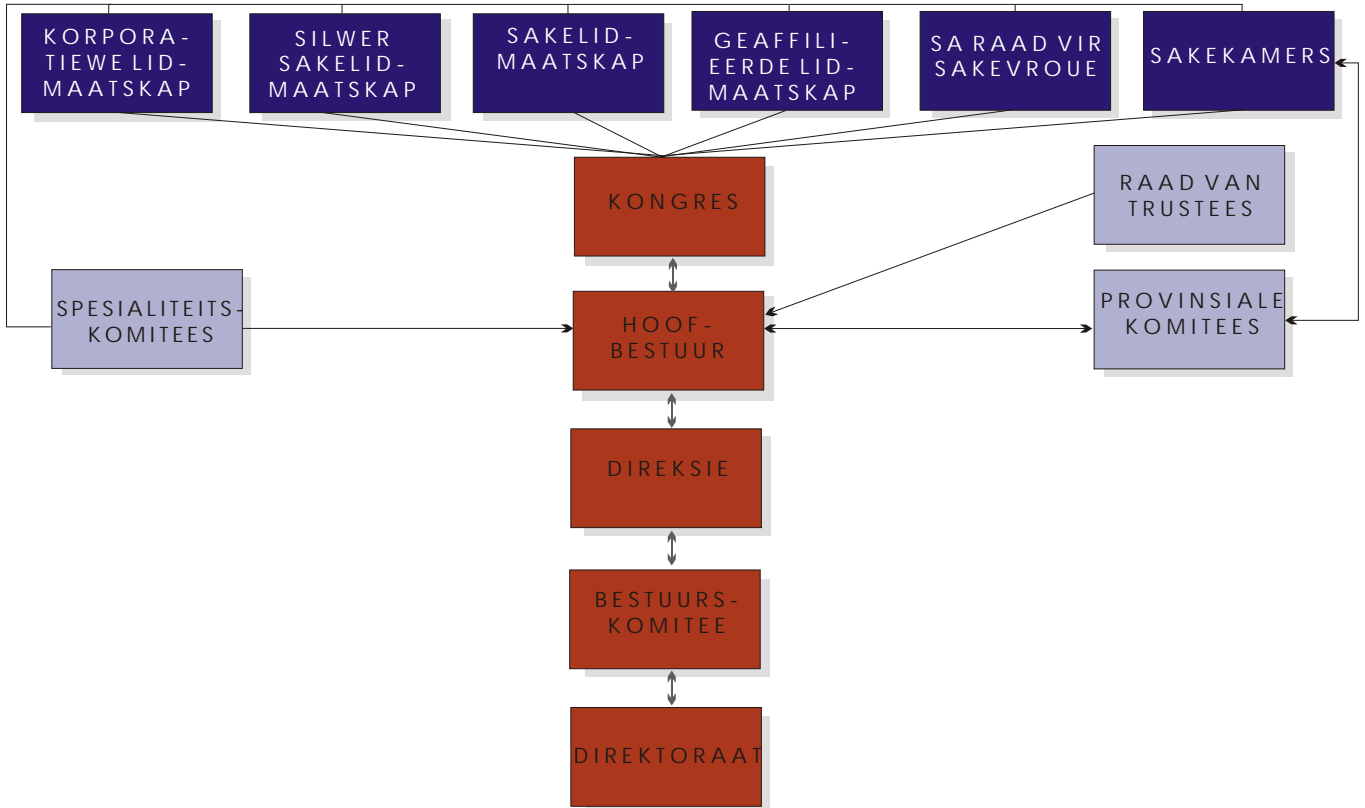 KORPORA-
TIEWE LID-
MAATSKAP
SILWER
SAKELID-
MAATSKAP
SAKELID-
MAATSKAP
GEAFFILI-
EERDE LID-
MAATSKAP
SA RAAD VIR
SAKEVROUE
SAKEKAMERS
KONGRES
RAAD VAN
TRUSTEES
SPESIALITEITS-
KOMITEES
HOOF-
BESTUUR
PROVINSIALE
KOMITEES
DIREKSIE
BESTUURS-
KOMITEE
DIREKTORAAT